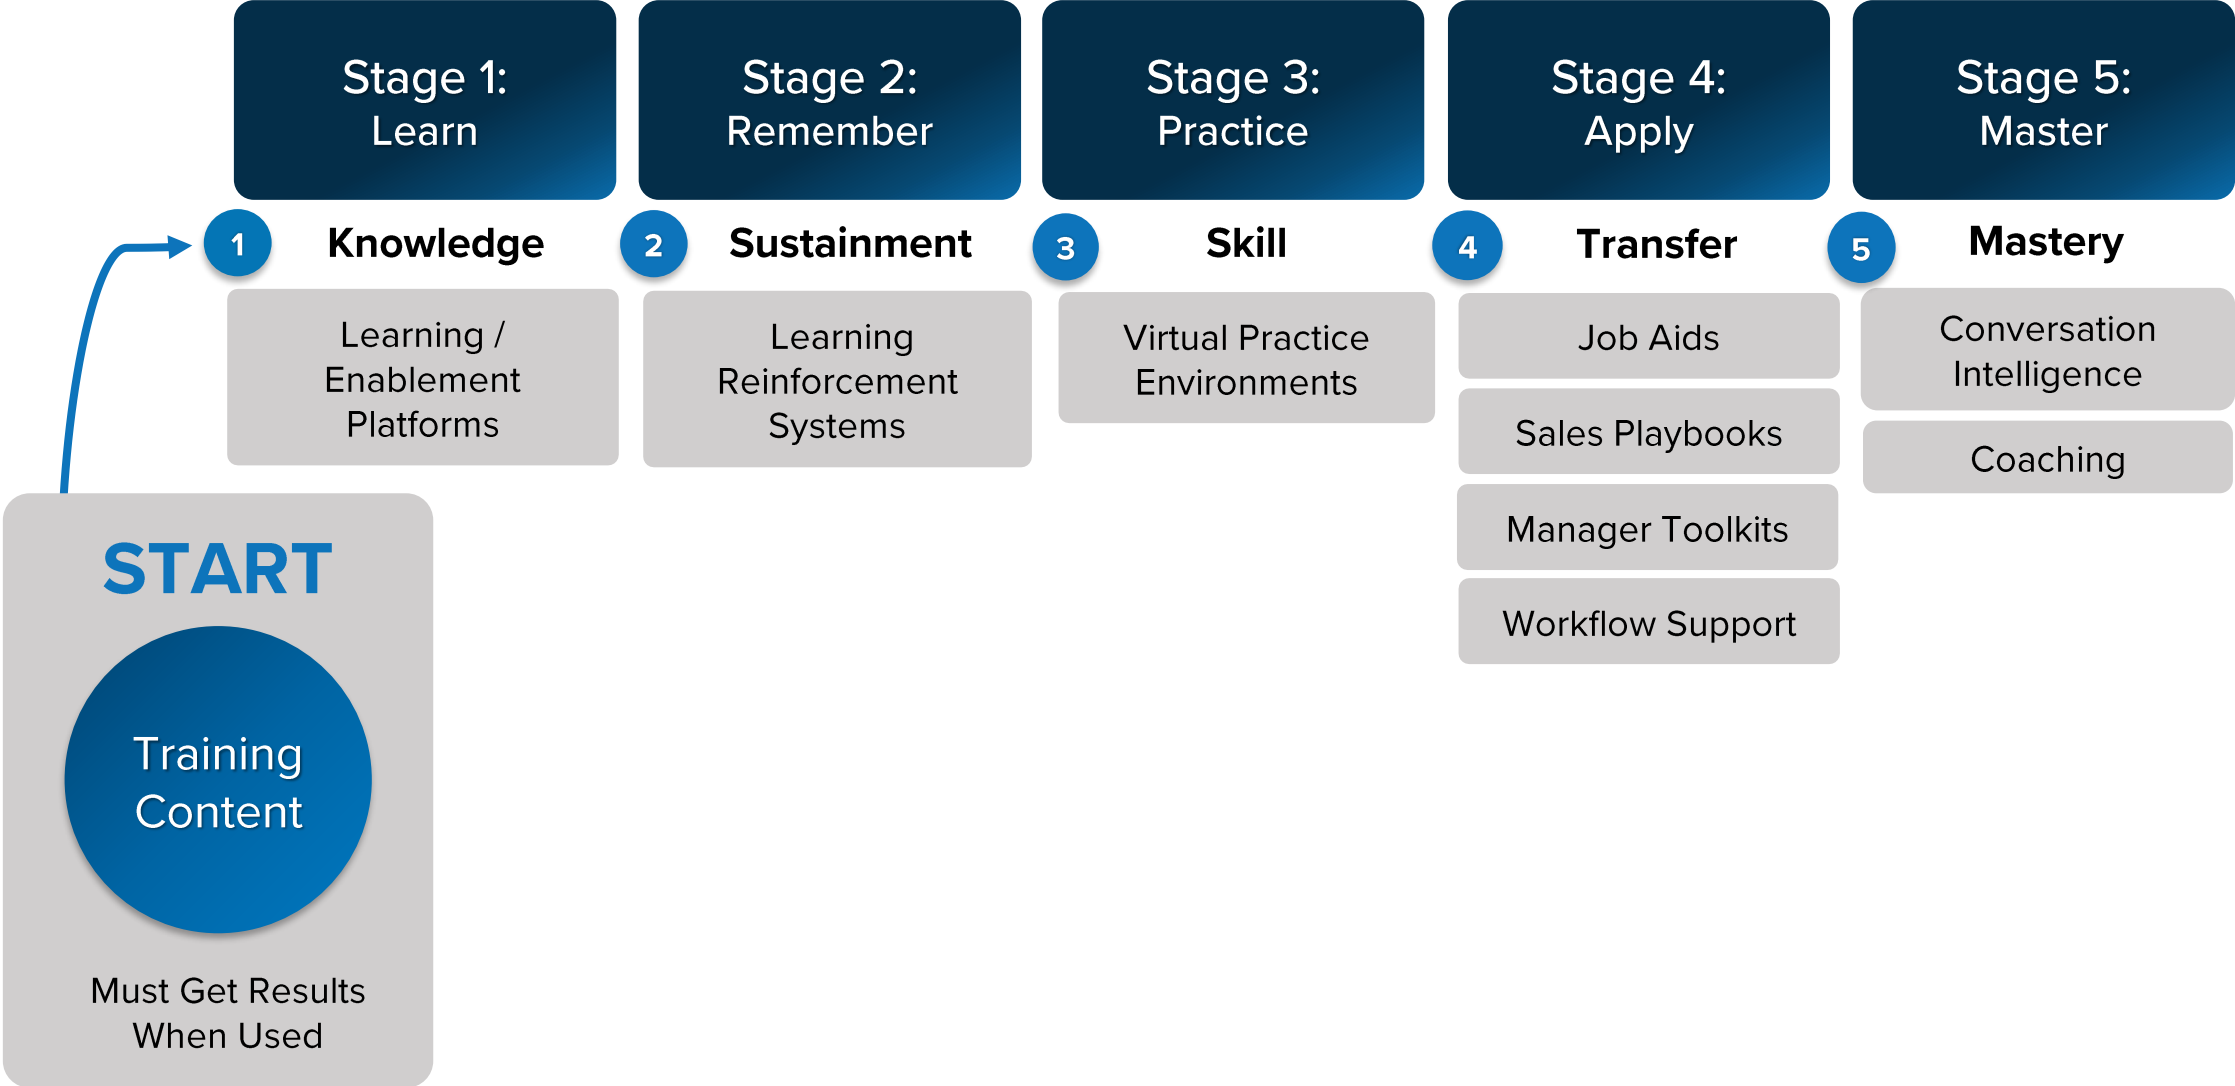 Stage 1:
Learn
Stage 2:
Remember
Stage 3:
Practice
Stage 4:
Apply
Stage 5:
Master
1
Knowledge
2
Sustainment
3
Skill
4
Transfer
5
Mastery
Learning /
Enablement
Platforms
Learning
Reinforcement
Systems
Virtual Practice
Environments
Job Aids
Sales Playbooks
Manager Toolkits
Workflow Support
Conversation
Intelligence
Coaching
START
Training
Content
Must Get Results
When Used